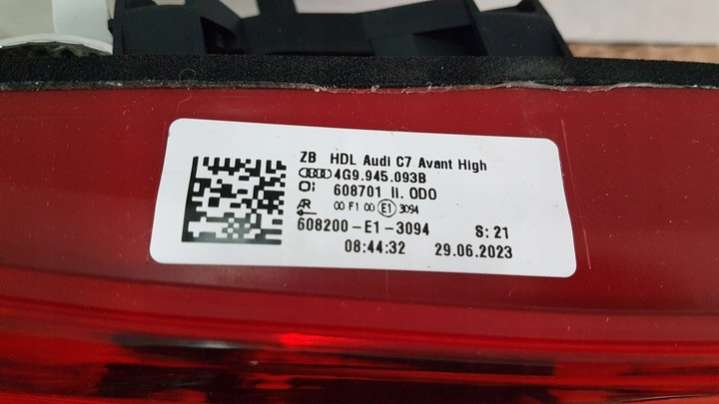 ZB HDL Audi C7 Avant High
4G9.945.093B
O: 608701 II. ODO
AR 00 F1 00 E1 3094
608200-E1-3094 S: 21
08:44:32 29.06.2023